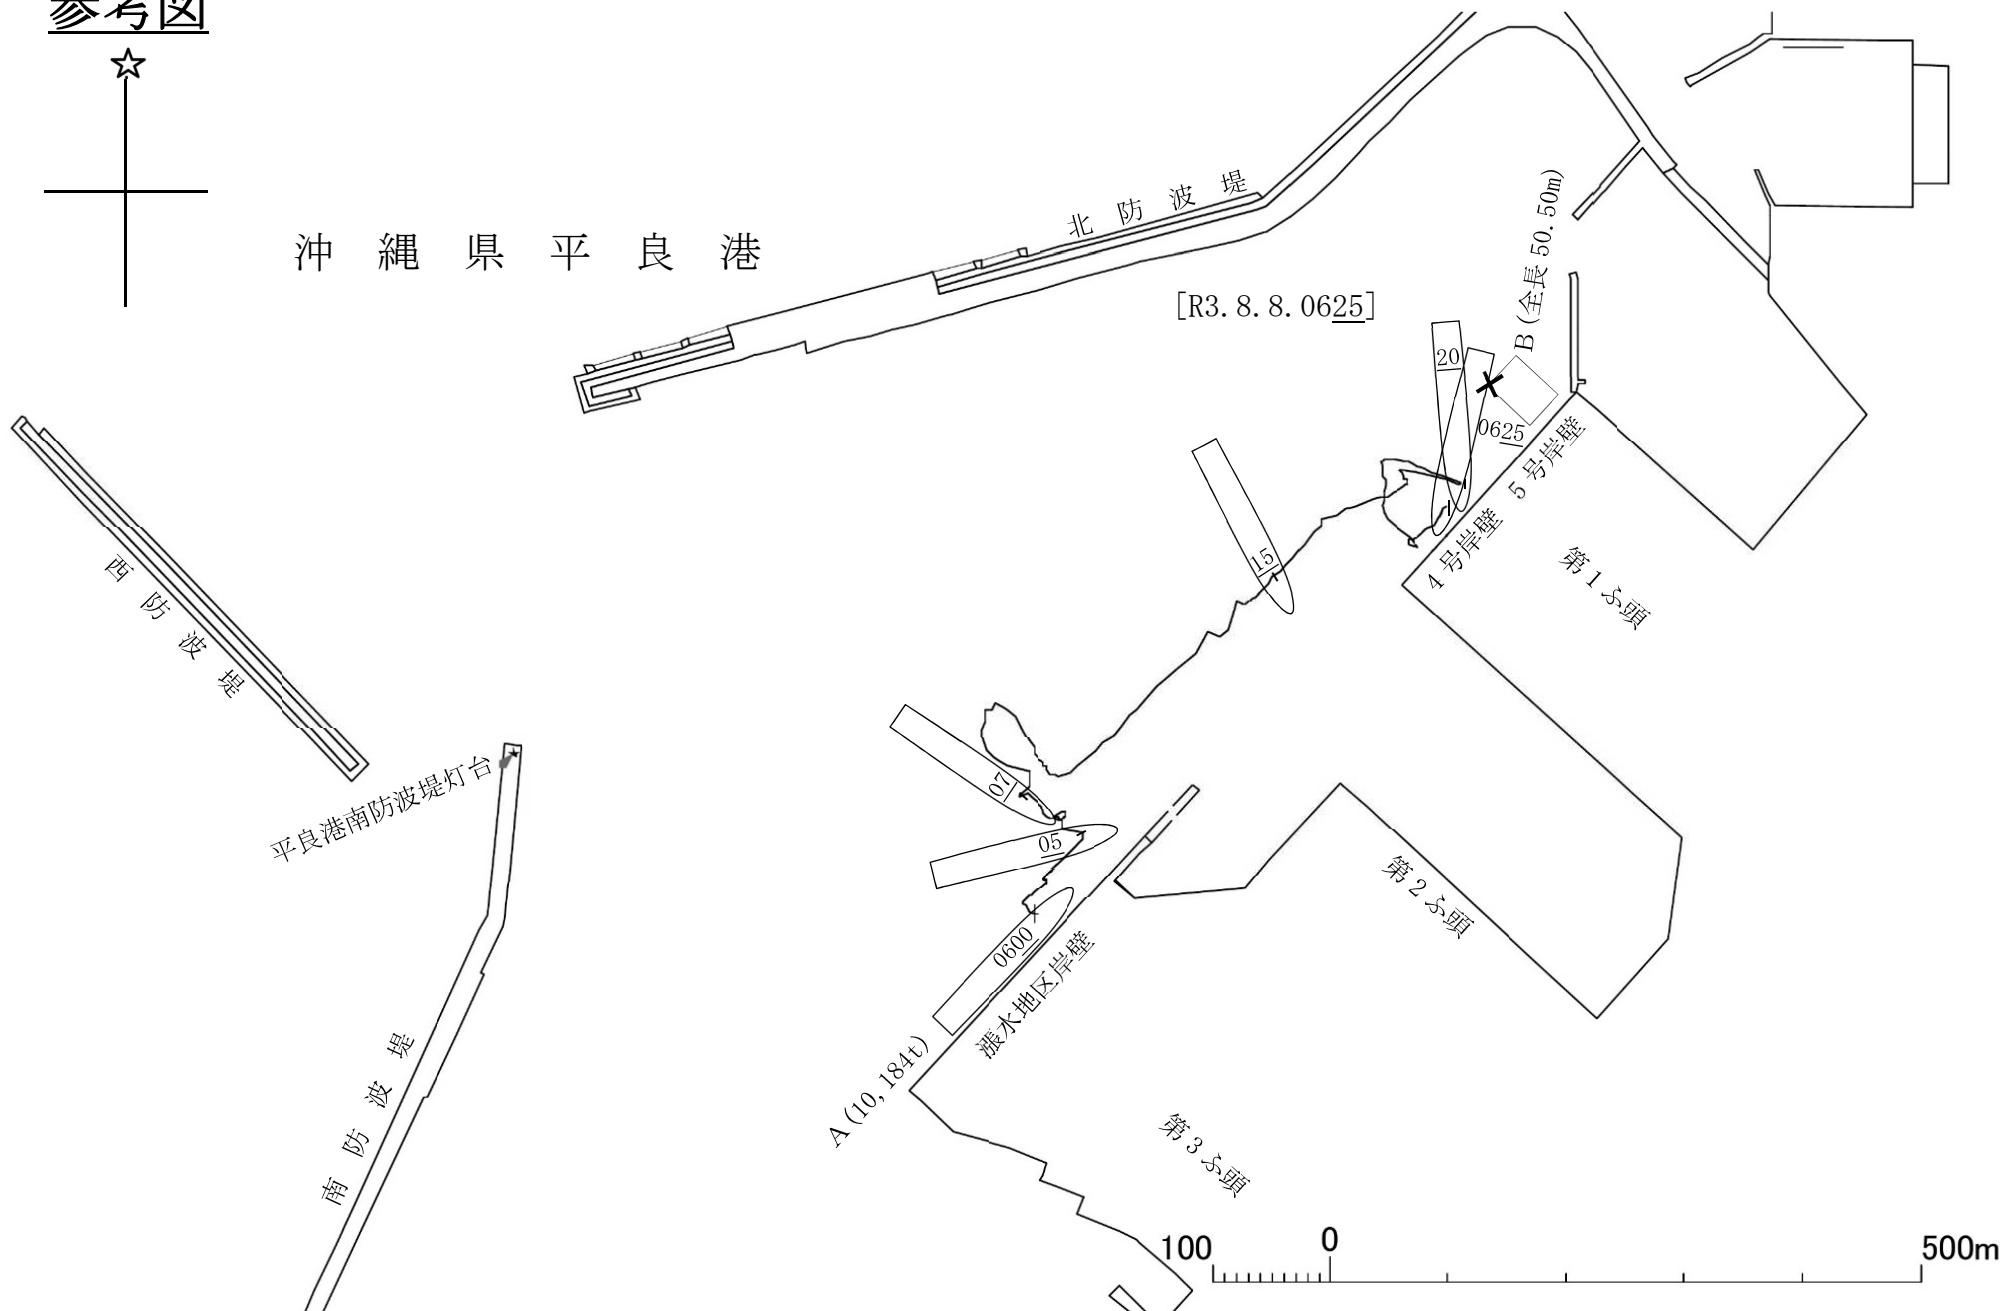 参考図
沖縄県平良港
北防波堤
[R3.8.8.0625]
B(全長50.50m)
20
0625
5号岸壁
4号岸壁
15
第1ふ頭
西防波堤
平良港南防波堤灯台
07
05
0600
漲水地区岸壁
第2ふ頭
A(10,184t)
南防波堤
第3ふ頭
100 0 500m